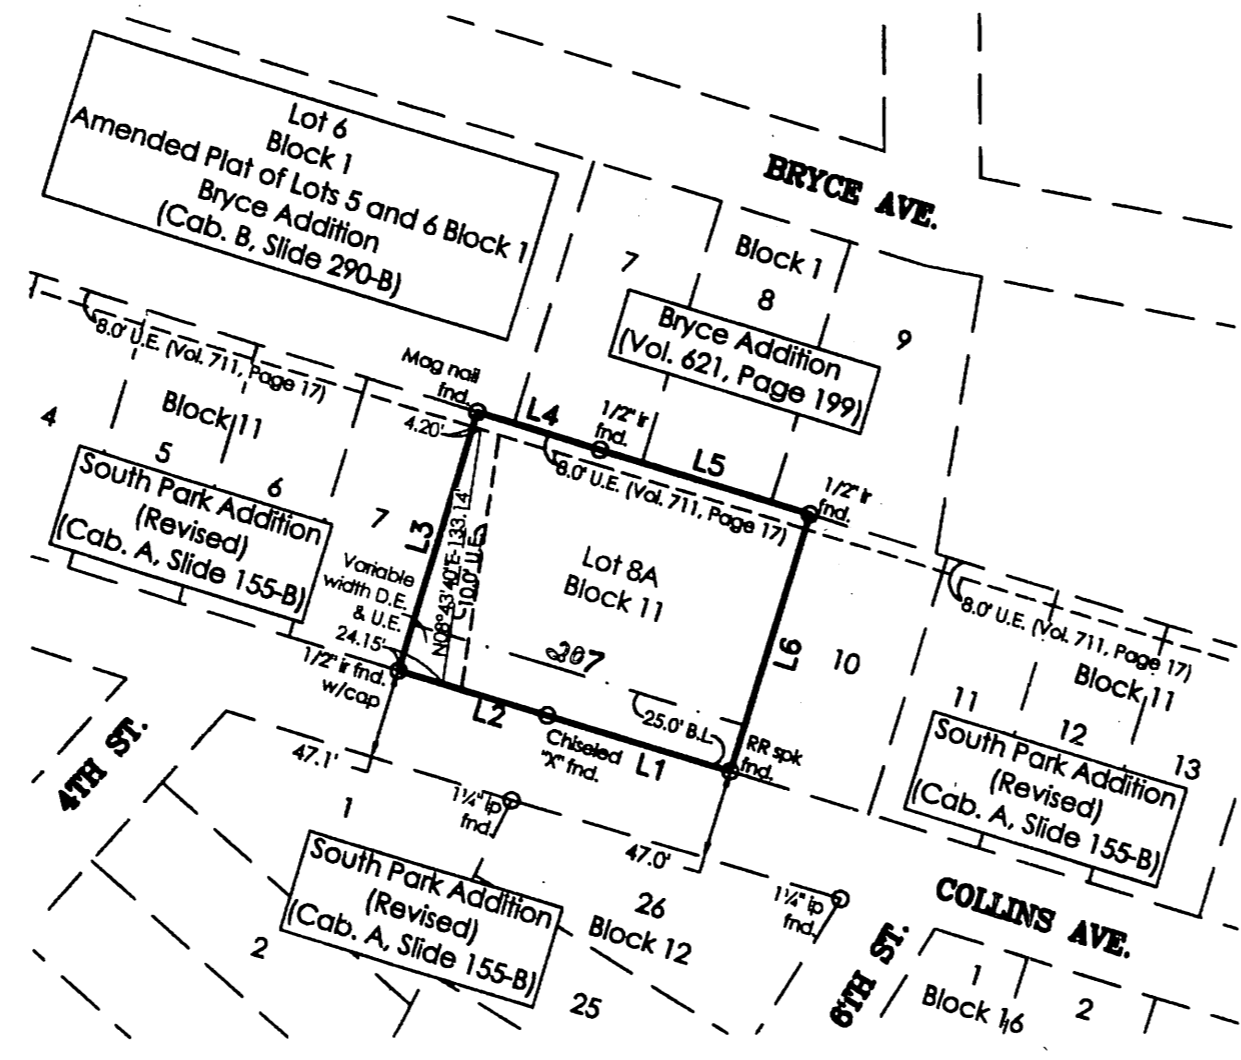 BRYCE AVE.
Lot 6
Block 1
Amended Plat of Lots 5 and 6 Block 1
Bryce Addition
(Cab. B, Slide 290-B)
7
Block 1
8
9
Bryce Addition
(Vol. 621, Page 199)
8.0' U.E. (Vol. 711, Page 17)
Mag nail
fnd.
4.20'
L4
1/2" ir
fnd.
L5
1/2" ir
fnd.
8.0' U.E. (Vol. 711, Page 17)
4
Block 11
5
6
7
South Park Addition
(Revised)
(Cab. A, Slide 155-B)
L3
N08°43'40"E-133.14'
10.0' U.E.
Variable
width D.E.
& U.E.
24.15'
1/2" ir fnd.
w/cap
Lot 8A
Block 11
207
L6
10
25.0' B.L.
L2
Chiseled
"X" fnd.
L1
RR spk
fnd.
8.0' U.E. (Vol. 711, Page 17)
Block 11
11
12
13
South Park Addition
(Revised)
(Cab. A, Slide 155-B)
4TH ST.
47.1'
1
1¼" ip
fnd.
47.0'
1¼" ip
fnd.
South Park Addition
(Revised)
(Cab. A, Slide 155-B)
2
26
Block 12
25
COLLINS AVE.
6TH ST.
1
Block 16
2